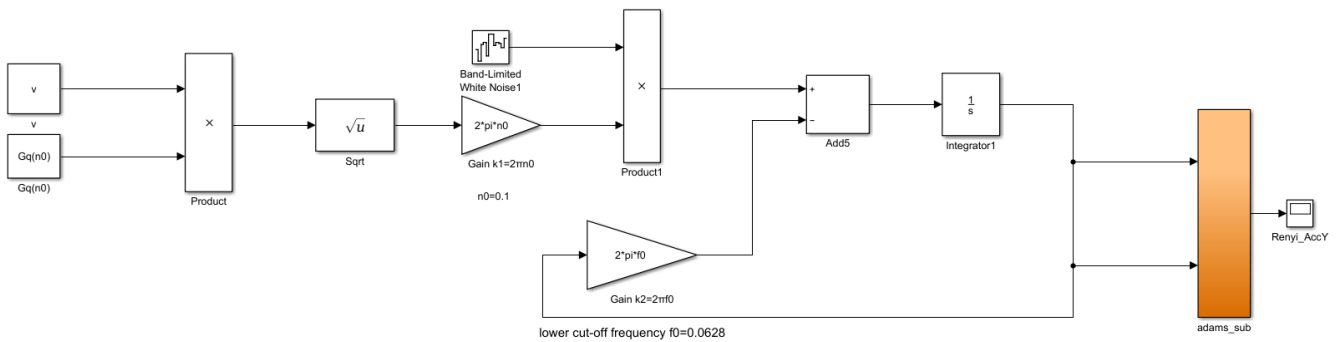 v
v
Gq(n0)
Gq(n0)
×
Product
√u
Sqrt
Band-Limited
White Noise1
2*pi*n0
Gain k1=2πn0
n0=0.1
×
Product1
+
−
Add5
1
s
Integrator1
2*pi*f0
Gain k2=2πf0
lower cut-off frequency f0=0.0628
adams_sub
Renyi_AccY